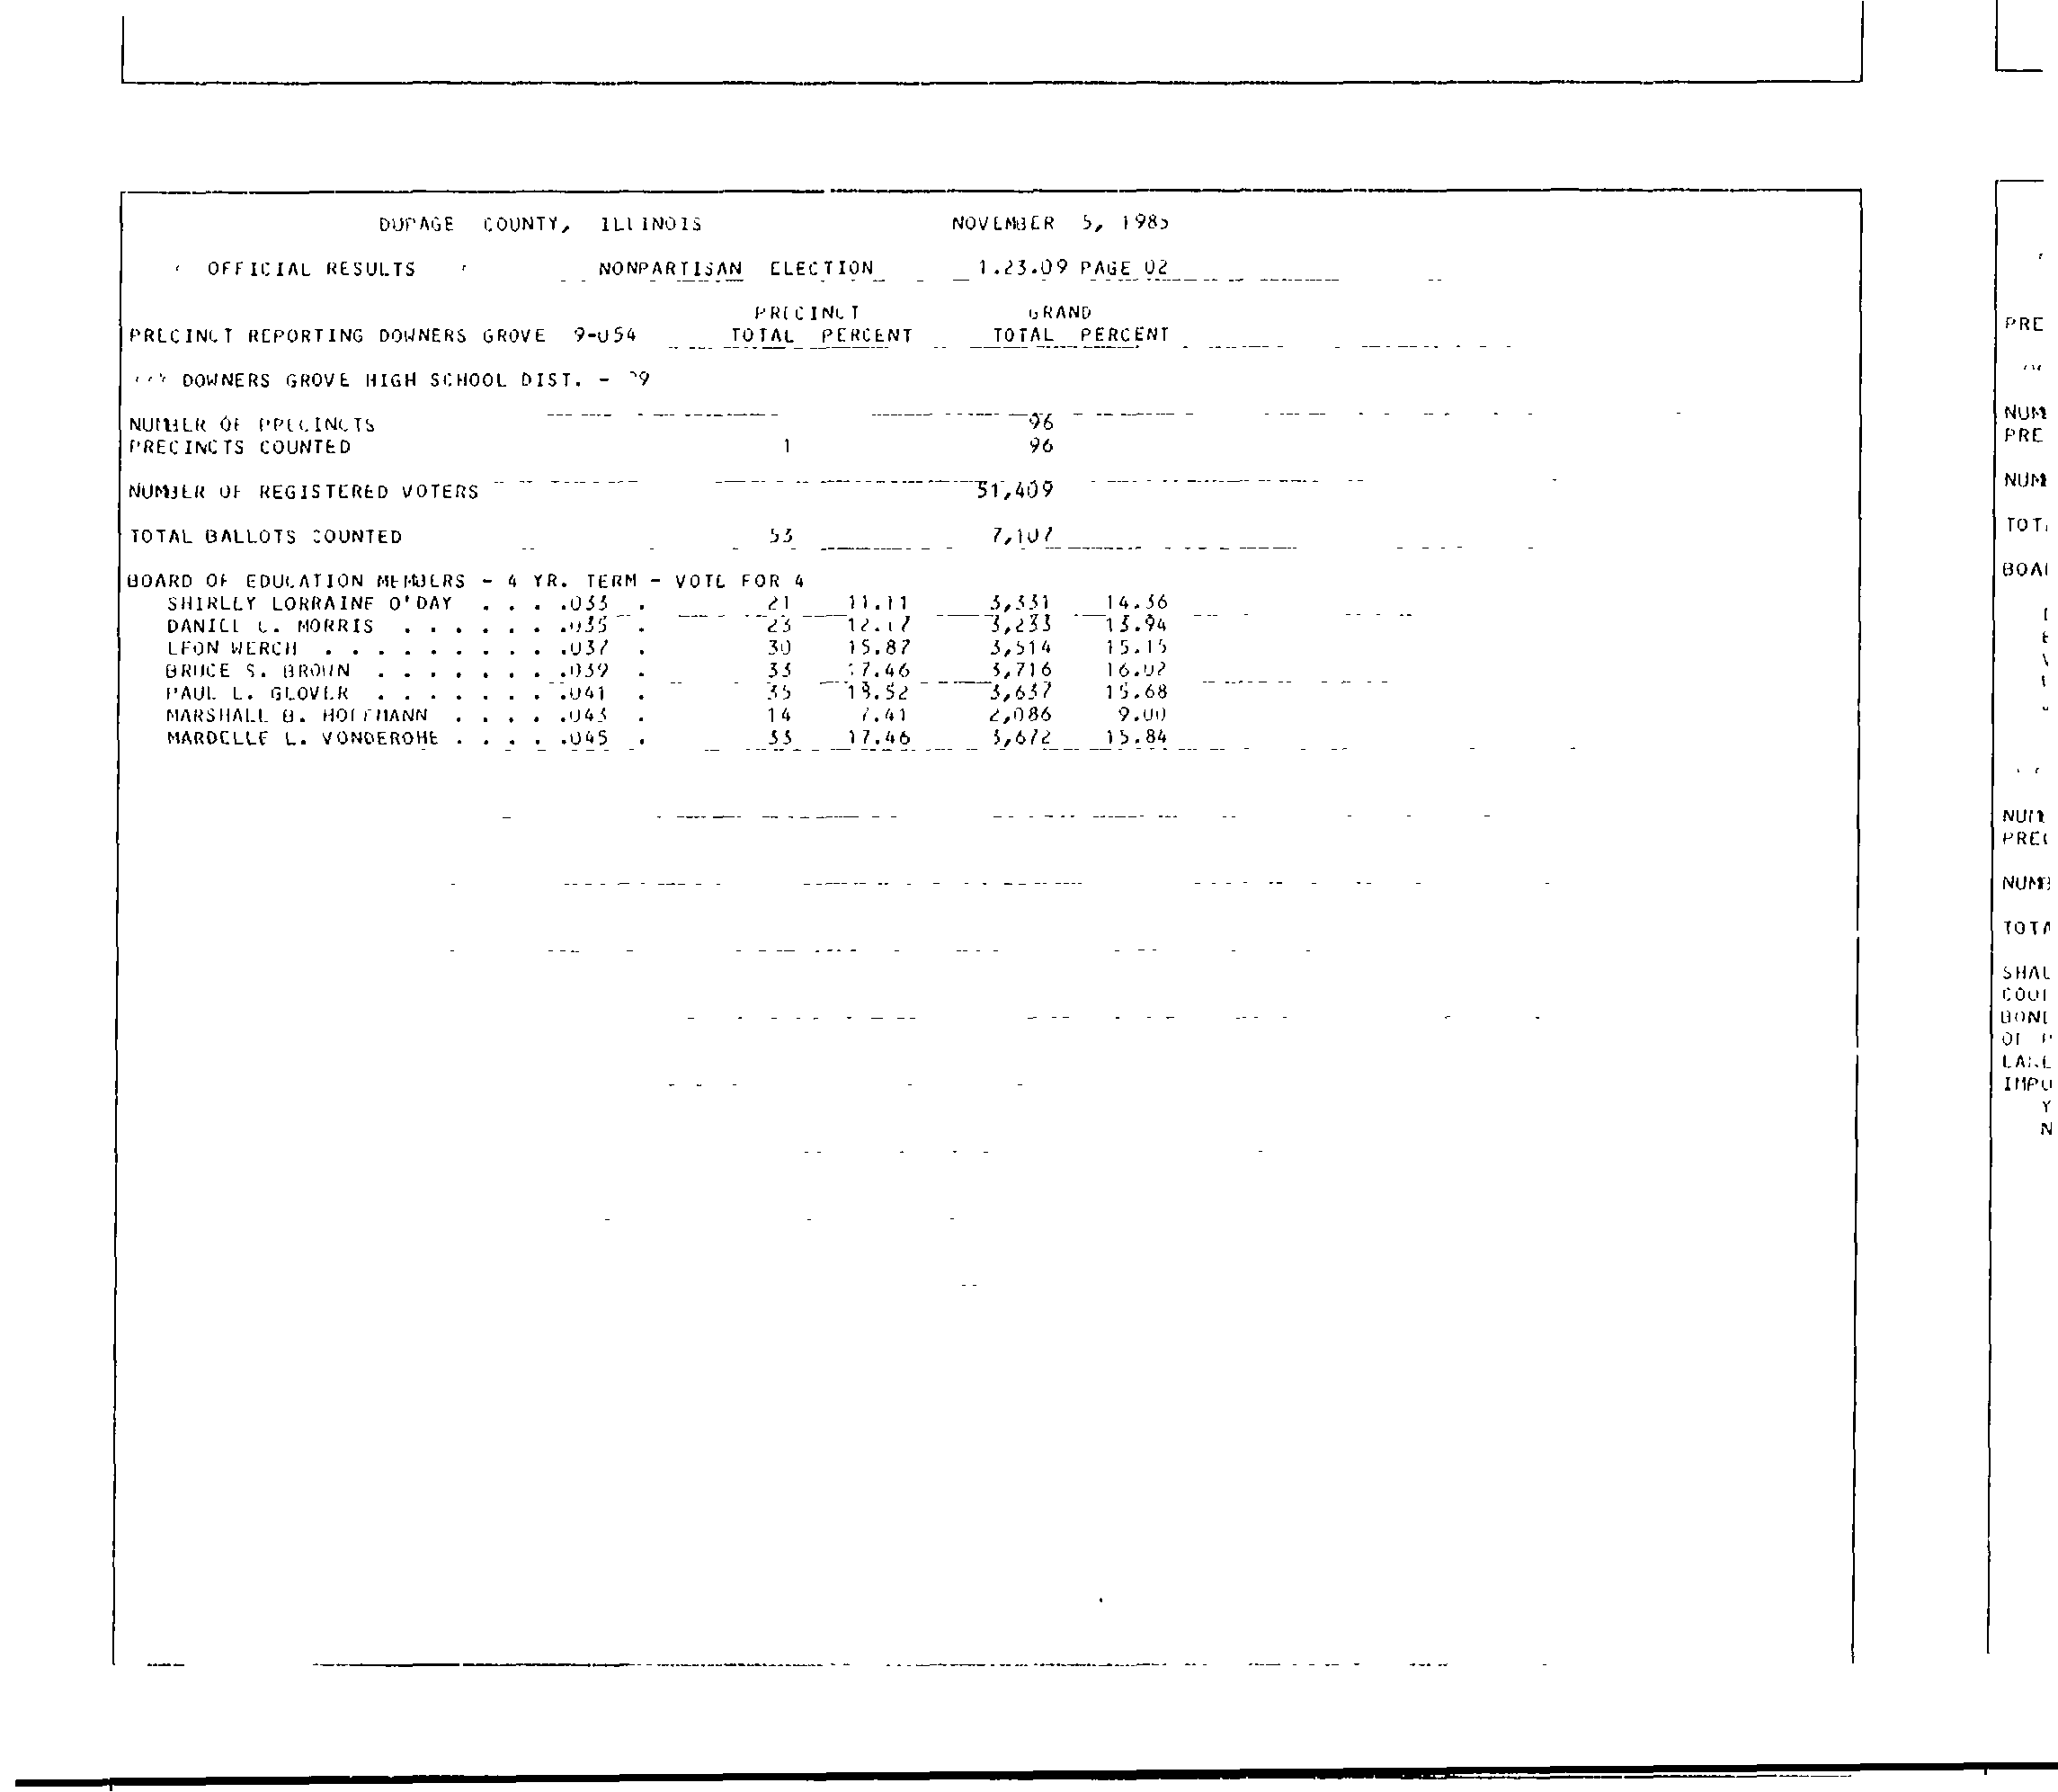 DUPAGE COUNTY, ILLINOIS NOVEMBER 5, 1985
OFFICIAL RESULTS NONPARTISAN ELECTION 1.23.09 PAGE 02
PRECINCT GRAND
PRECINCT REPORTING DOWNERS GROVE 9-054 TOTAL PERCENT TOTAL PERCENT
DOWNERS GROVE HIGH SCHOOL DIST. - 99
NUMBER OF PRECINCTS 96
PRECINCTS COUNTED 1 96
NUMBER OF REGISTERED VOTERS 51,409
TOTAL BALLOTS COUNTED 53 7,107
BOARD OF EDUCATION MEMBERS - 4 YR. TERM - VOTE FOR 4
SHIRLEY LORRAINE O'DAY . . . .033 . 21 11.11 3,331 14.36
DANIEL C. MORRIS . . . . . . .035 . 23 12.17 3,233 13.94
LEON WERCH . . . . . . . . . .037 . 30 15.87 3,514 15.15
BRUCE S. BROWN . . . . . . . .039 . 33 17.46 3,716 16.02
PAUL L. GLOVER . . . . . . . .041 . 35 18.52 3,637 15.68
MARSHALL B. HOFFMANN . . . . .043 . 14 7.41 2,086 9.00
MARDELLE L. VONDEROHE . . . . .045 . 33 17.46 3,672 15.84
PRE
NUM
PRE
NUM
TOT
BOA
NUM
PREC
NUMB
TOTA
SHAL
COU
BOND
OF P
LAKE
IMPO
Y
N